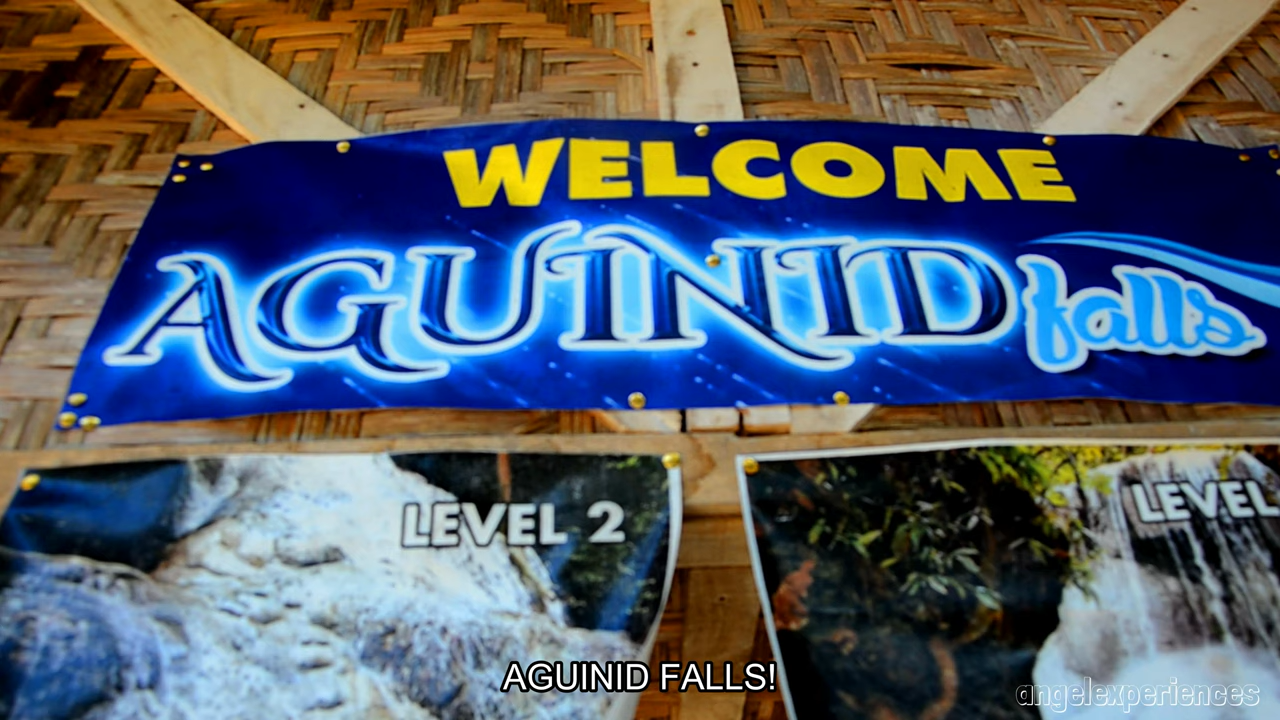 WELCOME
AGUINID falls
LEVEL 2
LEVEL
AGUINID FALLS!
angelexperiences